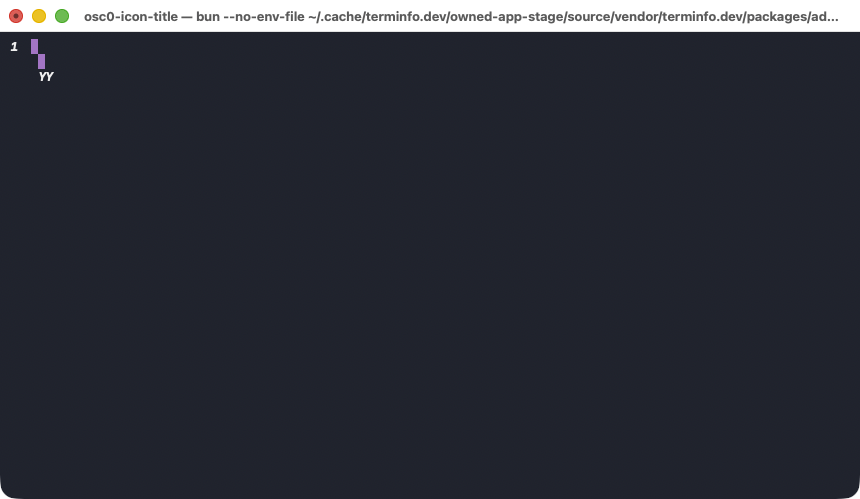 osc0-icon-title — bun --no-env-file ~/.cache/terminfo.dev/owned-app-stage/source/vendor/terminfo.dev/packages/ad...
1
YY